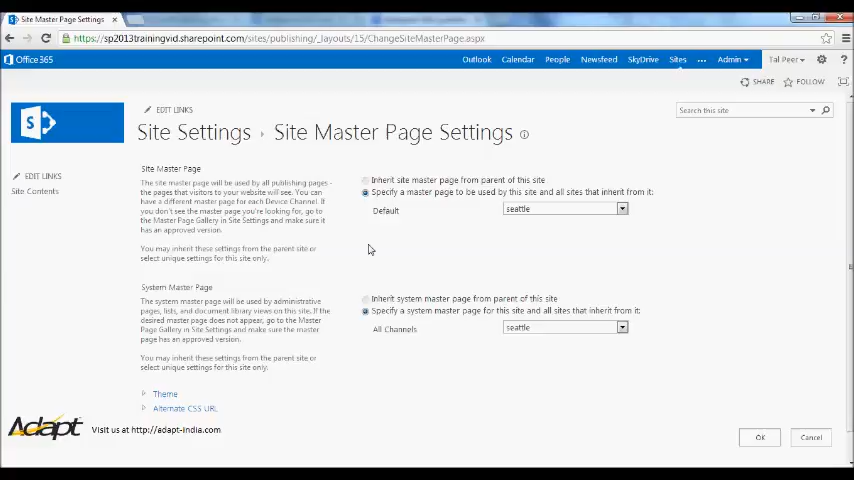 Site Master Page Settings
https://sp2013trainingvid.sharepoint.com/sites/publishing/_layouts/15/ChangeSiteMasterPage.aspx
Office 365
Outlook Calendar People Newsfeed SkyDrive Sites ... Admin Tal Peer ?
SHARE FOLLOW
EDIT LINKS
Search this site
Site Settings › Site Master Page Settings
EDIT LINKS
Site Contents
Site Master Page
The site master page will be used by all publishing pages -
the pages that visitors to your website will see. You can
have a different master page for each Device Channel. If
you don't see the master page you're looking for, go to
the Master Page Gallery in Site Settings and make sure it
has an approved version.
You may inherit these settings from the parent site or
select unique settings for this site only.
Inherit site master page from parent of this site
Specify a master page to be used by this site and all sites that inherit from it:
Default seattle
System Master Page
The system master page will be used by administrative
pages, lists, and document library views on this site. If the
desired master page does not appear, go to the Master
Page Gallery in Site Settings and make sure the master
page has an approved version.
You may inherit these settings from the parent site or
select unique settings for this site only.
Inherit system master page from parent of this site
Specify a system master page for this site and all sites that inherit from it:
All Channels seattle
Theme
Alternate CSS URL
Adapt Visit us at http://adapt-india.com
OK Cancel